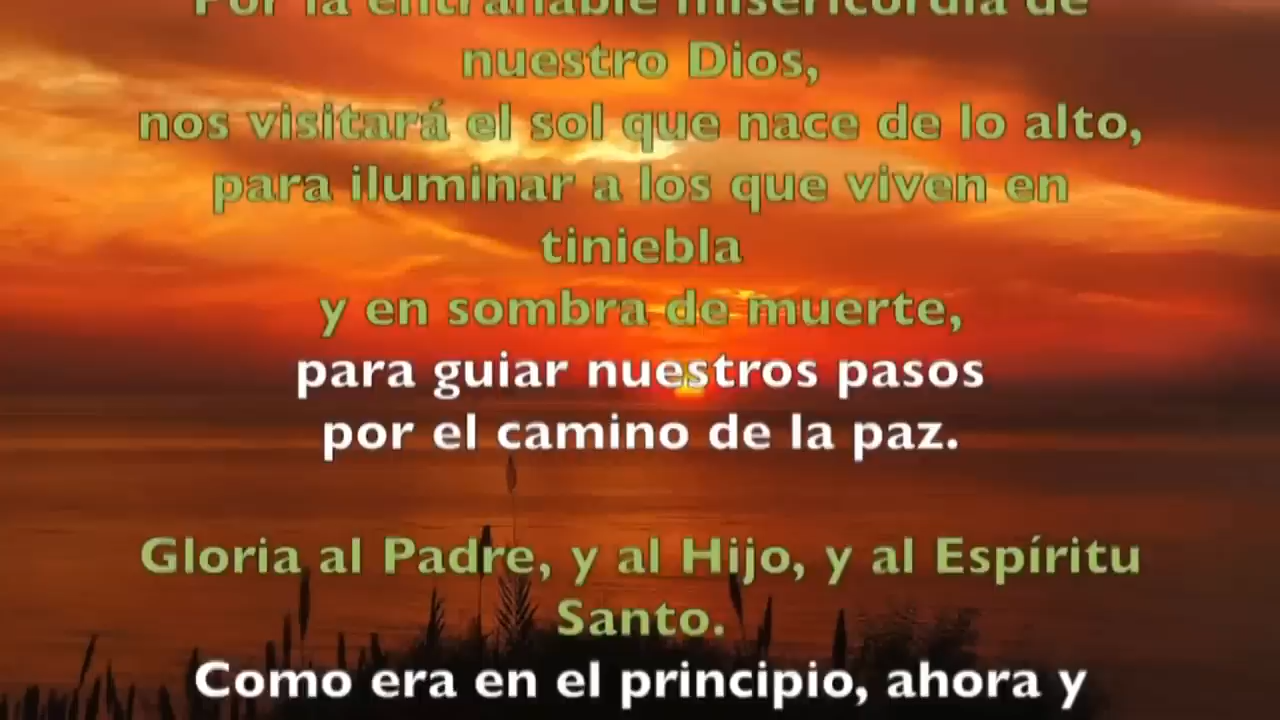 Por la entrañable misericordia de
nuestro Dios,
nos visitará el sol que nace de lo alto,
para iluminar a los que viven en
tiniebla
y en sombra de muerte,
para guiar nuestros pasos
por el camino de la paz.
Gloria al Padre, y al Hijo, y al Espíritu
Santo.
Como era en el principio, ahora y